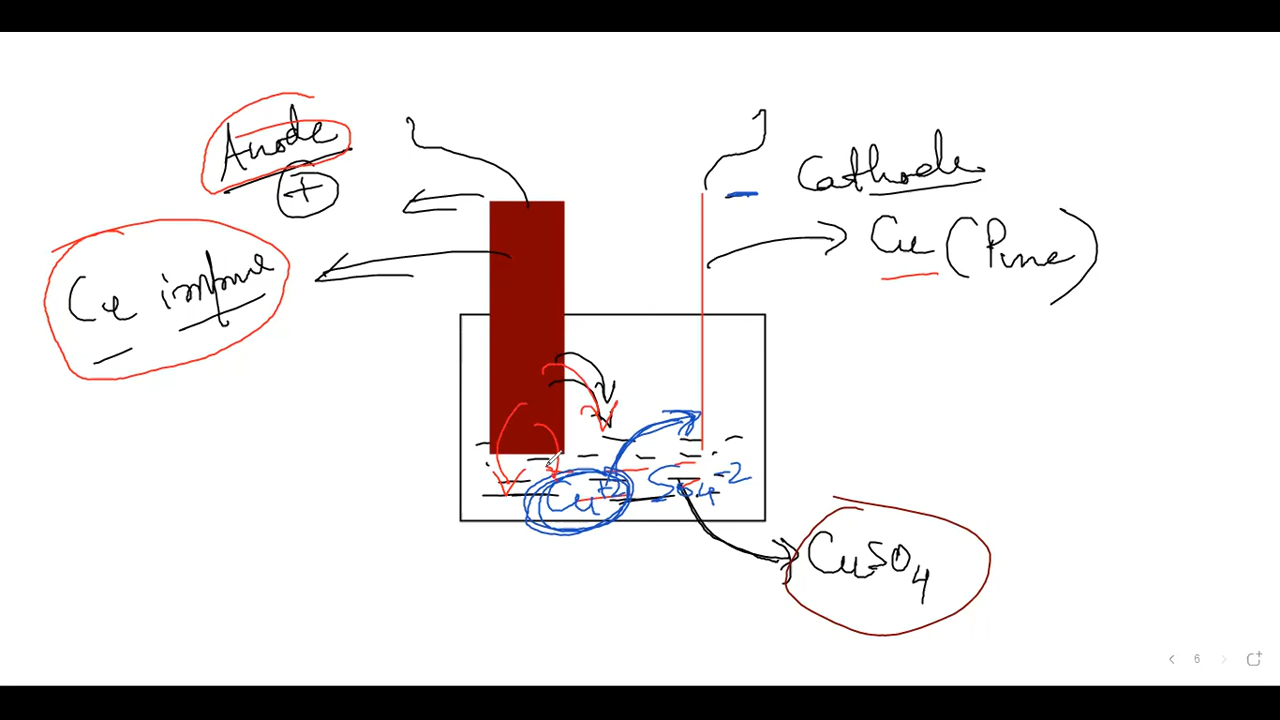 Anode
+
Cu impure
Cathode
Cu (Pure)
Cu+2 SO4-2
CuSO4
6